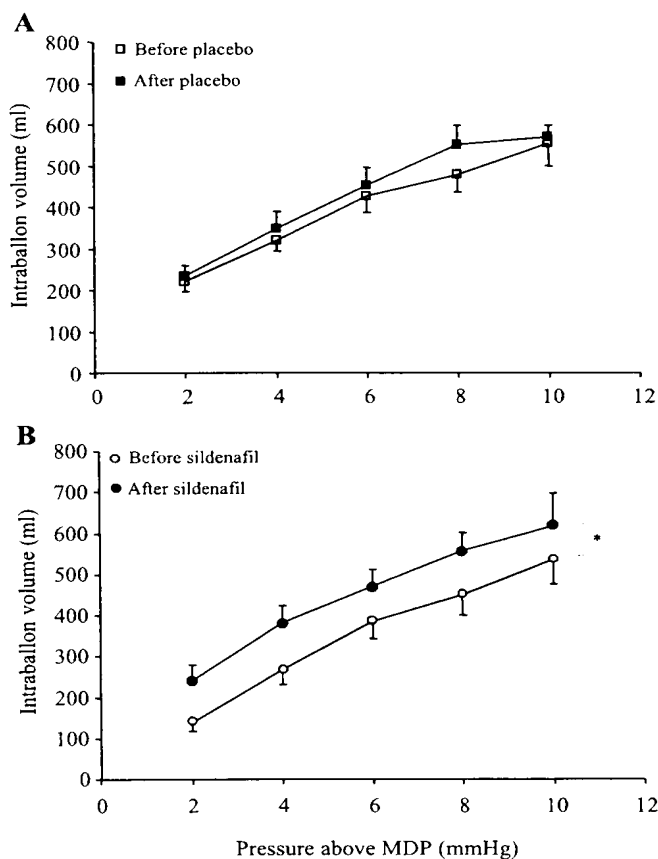 A
Before placebo
After placebo
Intraballon volume (ml)
800
700
600
500
400
300
200
100
0
0 2 4 6 8 10 12
B
Before sildenafil
After sildenafil
Intraballon volume (ml)
800
700
600
500
400
300
200
100
0
*
0 2 4 6 8 10 12
Pressure above MDP (mmHg)